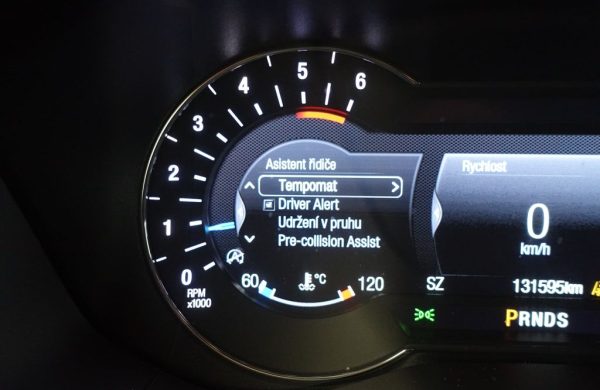 6
5
4
3
2
1
0
RPM
x1000
Asistent řidiče
Tempomat
Driver Alert
Udržení v pruhu
Pre-collision Assist
60 °C 120
Rychlost
0
km/h
SZ 131595km
PRNDS